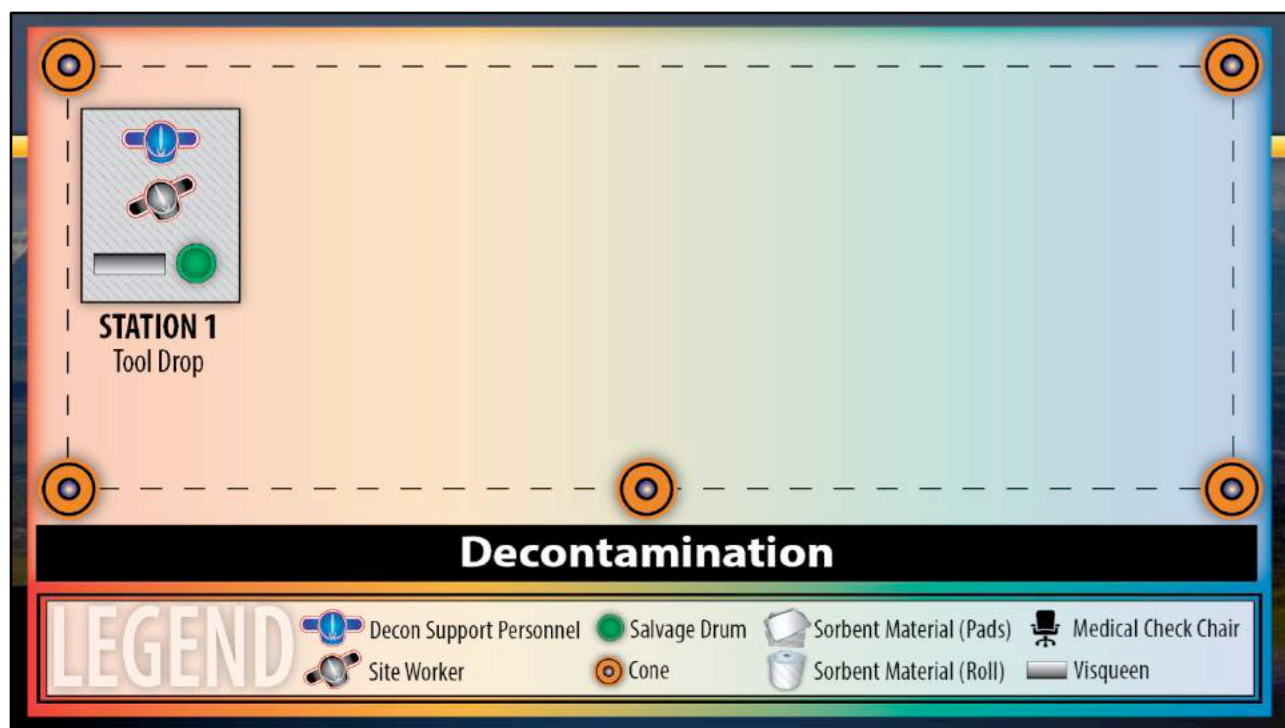 STATION 1
Tool Drop
Decontamination
LEGEND
Decon Support Personnel
Salvage Drum
Sorbent Material (Pads)
Medical Check Chair
Site Worker
Cone
Sorbent Material (Roll)
Visqueen